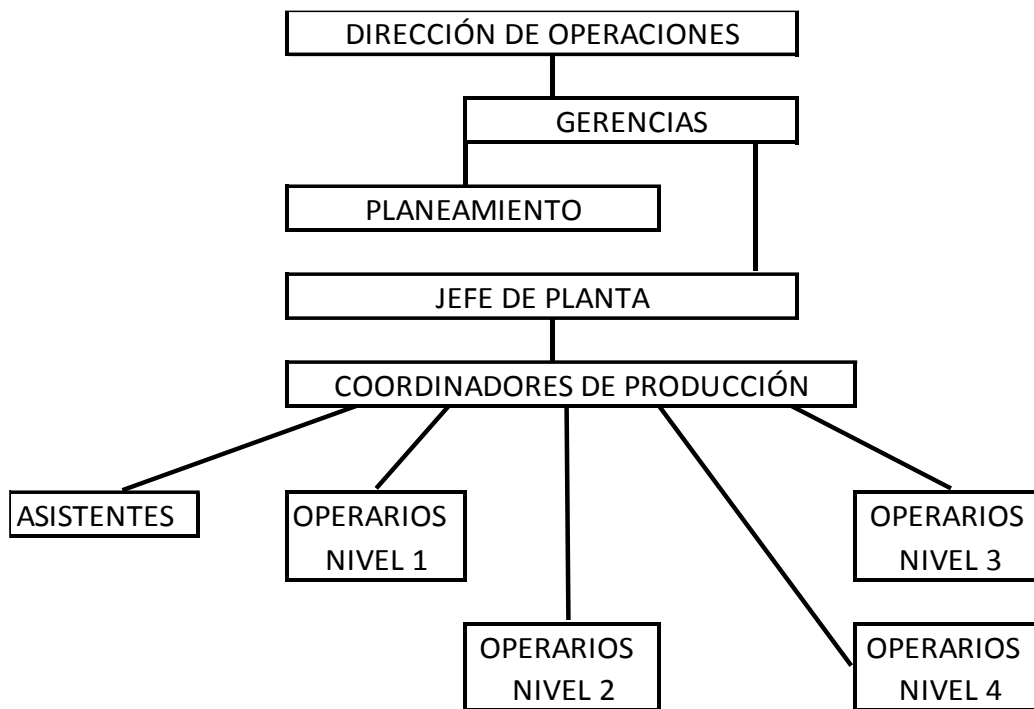 DIRECCIÓN DE OPERACIONES
GERENCIAS
PLANEAMIENTO
JEFE DE PLANTA
COORDINADORES DE PRODUCCIÓN
ASISTENTES
OPERARIOS
NIVEL 1
OPERARIOS
NIVEL 3
OPERARIOS
NIVEL 2
OPERARIOS
NIVEL 4